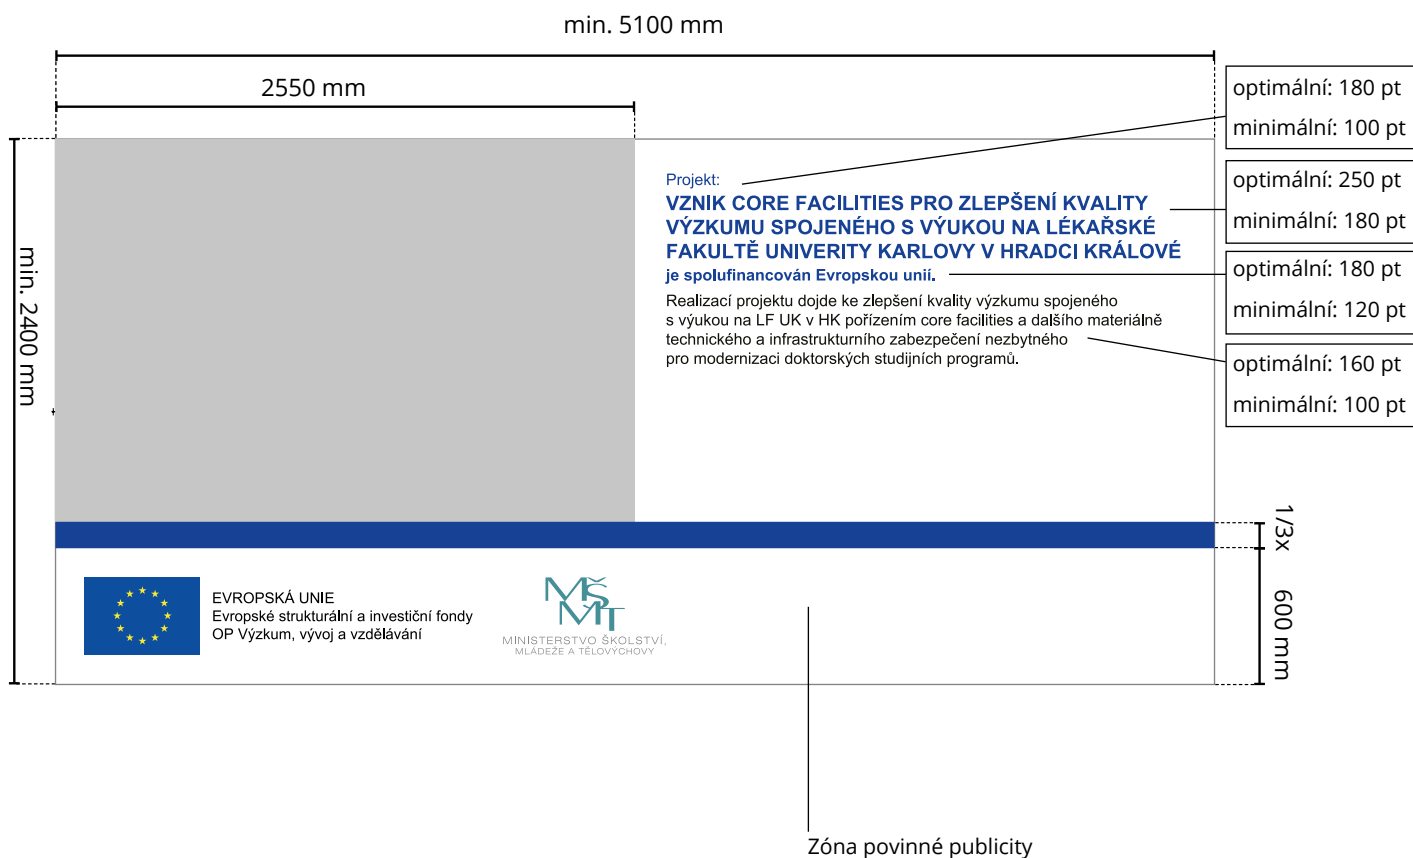 min. 5100 mm
2550 mm
optimální: 180 pt
minimální: 100 pt
Projekt:
VZNIK CORE FACILITIES PRO ZLEPŠENÍ KVALITY
VÝZKUMU SPOJENÉHO S VÝUKOU NA LÉKAŘSKÉ
FAKULTĚ UNIVERITY KARLOVY V HRADCI KRÁLOVÉ
je spolufinancován Evropskou unií.
optimální: 250 pt
minimální: 180 pt
optimální: 180 pt
minimální: 120 pt
Realizací projektu dojde ke zlepšení kvality výzkumu spojeného
s výukou na LF UK v HK pořízením core facilities a dalšího materiálně
technického a infrastrukturního zabezpečení nezbytného
pro modernizaci doktorských studijních programů.
optimální: 160 pt
minimální: 100 pt
min. 2400 mm
1/3x
600 mm
EVROPSKÁ UNIE
Evropské strukturální a investiční fondy
OP Výzkum, vývoj a vzdělávání
MŠ
MT
MINISTERSTVO ŠKOLSTVÍ,
MLÁDEŽE A TĚLOVÝCHOVY
Zóna povinné publicity